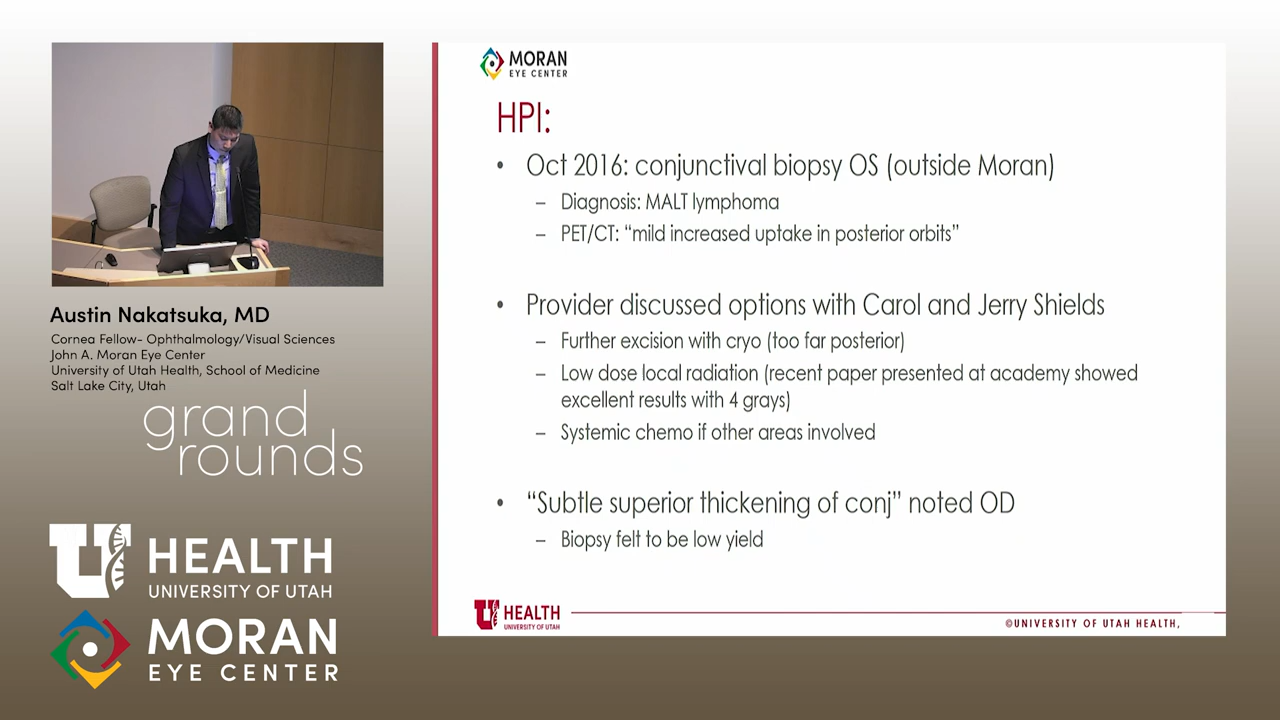 MORAN
EYE CENTER
HPI:
• Oct 2016: conjunctival biopsy OS (outside Moran)
– Diagnosis: MALT lymphoma
– PET/CT: “mild increased uptake in posterior orbits”
• Provider discussed options with Carol and Jerry Shields
– Further excision with cryo (too far posterior)
– Low dose local radiation (recent paper presented at academy showed
excellent results with 4 grays)
– Systemic chemo if other areas involved
• “Subtle superior thickening of conj” noted OD
– Biopsy felt to be low yield
U HEALTH
UNIVERSITY OF UTAH
©UNIVERSITY OF UTAH HEALTH,
Austin Nakatsuka, MD
Cornea Fellow- Ophthalmology/Visual Sciences
John A. Moran Eye Center
University of Utah Health, School of Medicine
Salt Lake City, Utah
grand
rounds
U HEALTH
UNIVERSITY OF UTAH
MORAN
EYE CENTER